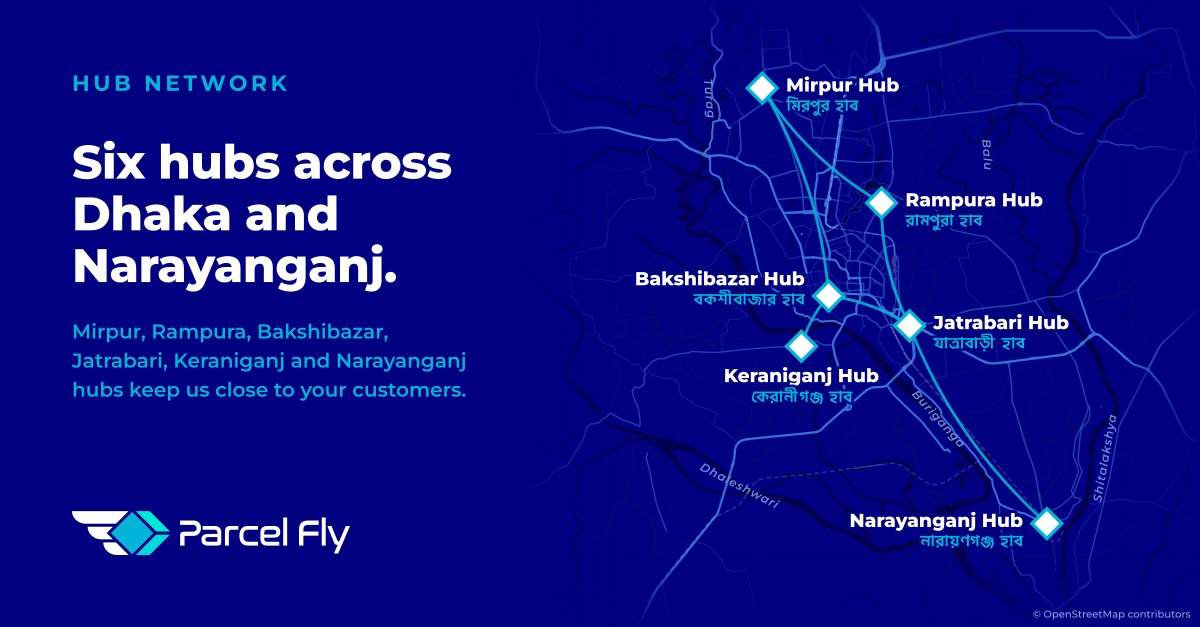 HUB NETWORK
Six hubs across
Dhaka and
Narayanganj.
Mirpur, Rampura, Bakshibazar,
Jatrabari, Keraniganj and Narayanganj
hubs keep us close to your customers.
Parcel Fly
Turag
Mirpur Hub
মিরপুর হাব
Balu
Rampura Hub
রামপুরা হাব
Bakshibazar Hub
বকশীবাজার হাব
Jatrabari Hub
যাত্রাবাড়ী হাব
Keraniganj Hub
কেরানীগঞ্জ হাব
Buriganga
Shitalakshya
Dhaleshwari
Narayanganj Hub
নারায়ণগঞ্জ হাব
© OpenStreetMap contributors